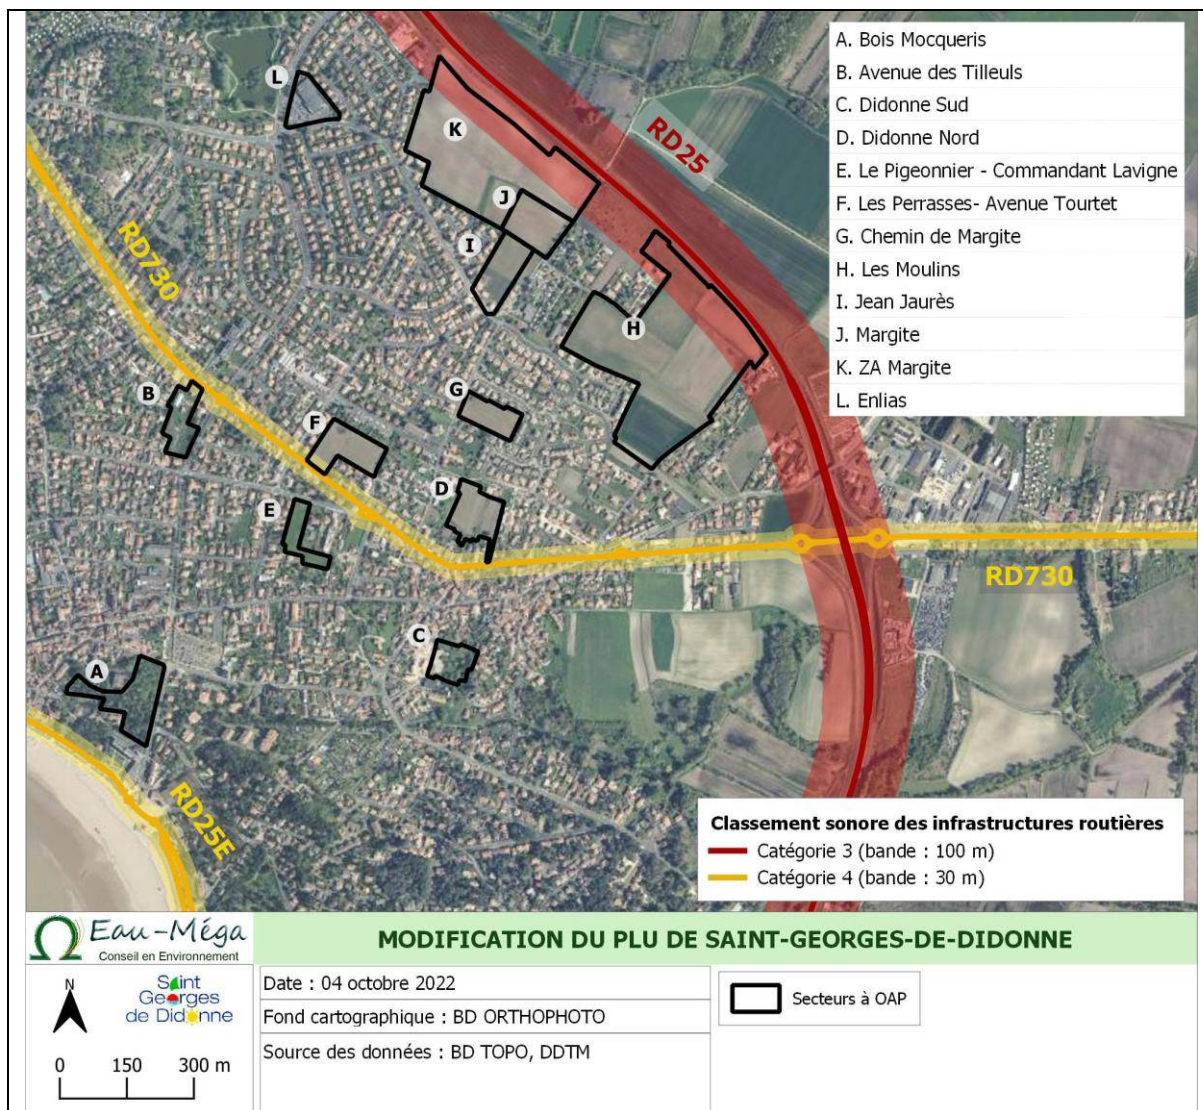 A. Bois Mocqueris
B. Avenue des Tilleuls
C. Didonne Sud
D. Didonne Nord
E. Le Pigeonnier - Commandant Lavigne
F. Les Perrasses- Avenue Tourtet
G. Chemin de Margite
H. Les Moulins
I. Jean Jaurès
J. Margite
K. ZA Margite
L. Enlias
L
K
RD25
J
I
RD730
H
B
G
F
D
E
RD730
C
A
RD25E
Classement sonore des infrastructures routières
Catégorie 3 (bande : 100 m)
Catégorie 4 (bande : 30 m)
Eau-Méga
Conseil en Environnement
MODIFICATION DU PLU DE SAINT-GEORGES-DE-DIDONNE
N
Saint
Georges
de Didonne
0 150 300 m
Date : 04 octobre 2022
Fond cartographique : BD ORTHOPHOTO
Source des données : BD TOPO, DDTM
Secteurs à OAP